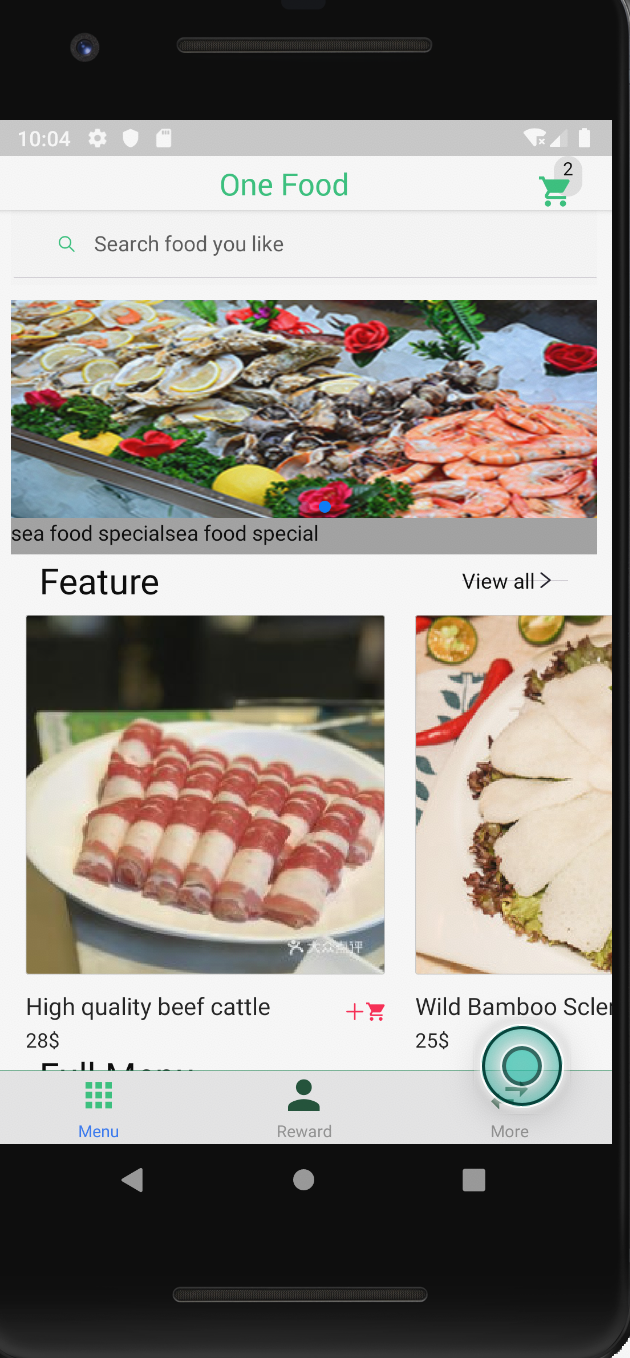 10:04
One Food
2
Search food you like
sea food specialsea food special
Feature
View all
大众点评
High quality beef cattle
28$
Wild Bamboo Scler
25$
Full Menu
Menu
Reward
More